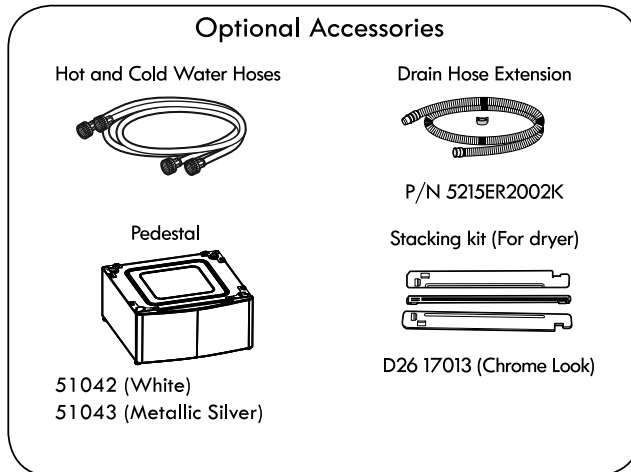 Optional Accessories
Hot and Cold Water Hoses
Drain Hose Extension
P/N 5215ER2002K
Pedestal
51042 (White)
51043 (Metallic Silver)
Stacking kit (For dryer)
D26 17013 (Chrome Look)